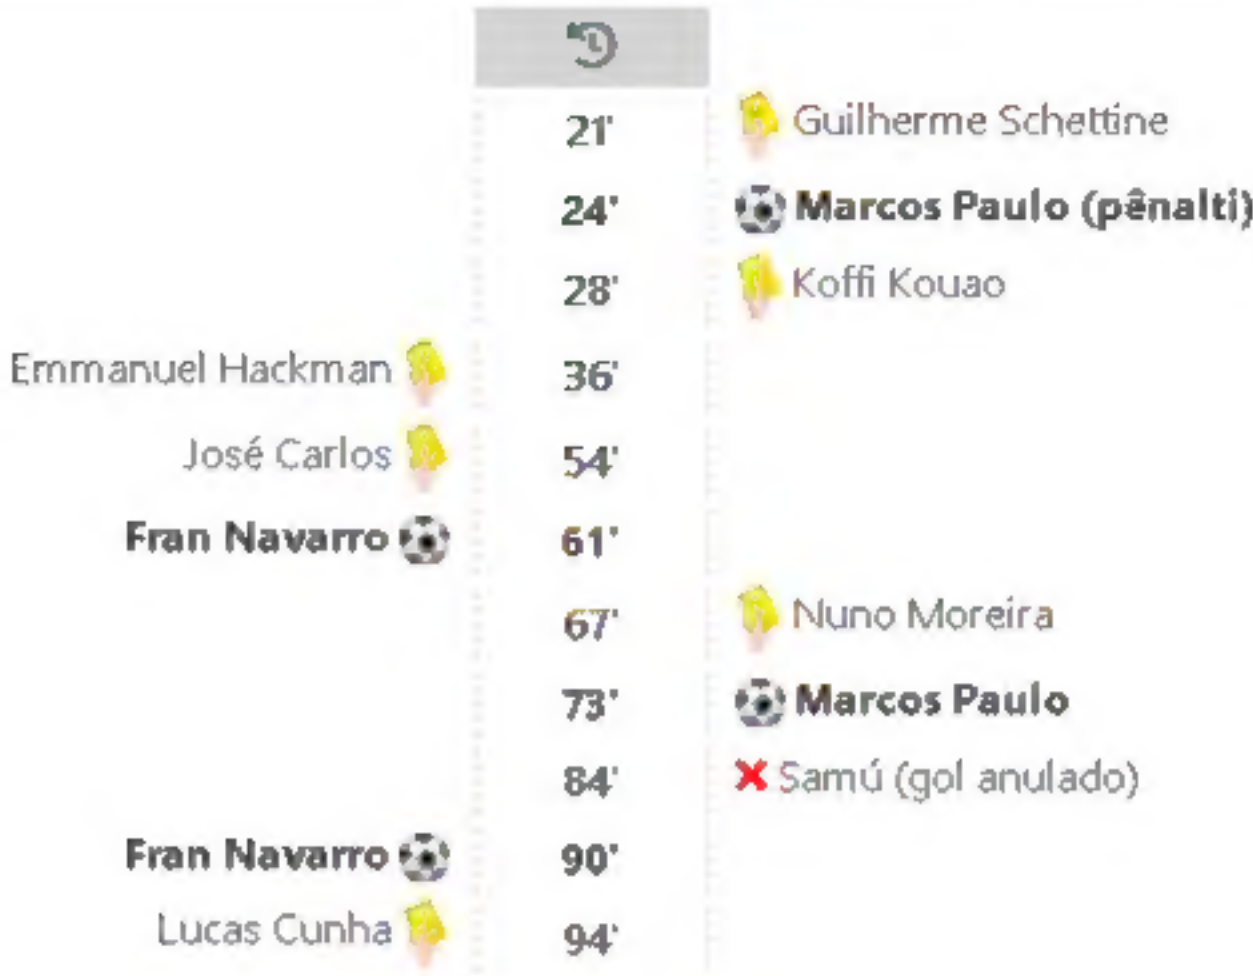 21' Guilherme Schettine
24' Marcos Paulo (pênalti)
28' Koffi Kouao
Emmanuel Hackman 36'
José Carlos 54'
Fran Navarro 61'
67' Nuno Moreira
73' Marcos Paulo
84' Samú (gol anulado)
Fran Navarro 90'
Lucas Cunha 94'